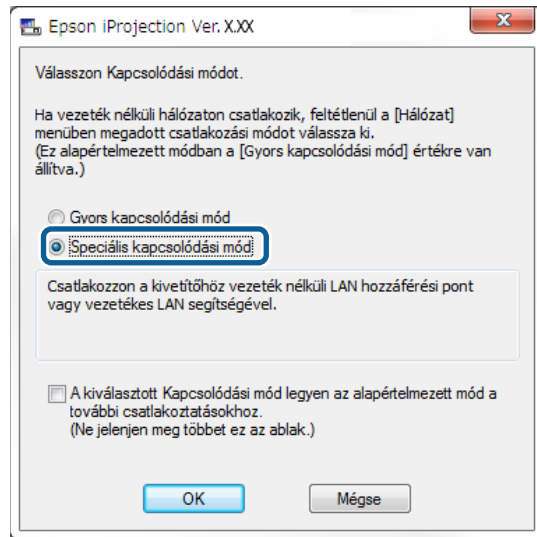 Epson iProjection Ver. X.XX
Válasszon Kapcsolódási módot.
Ha vezeték nélküli hálózaton csatlakozik, feltétlenül a [Hálózat]
menüben megadott csatlakozási módot válassza ki.
(Ez alapértelmezett módban a [Gyors kapcsolódási mód] értékre van
állítva.)
Gyors kapcsolódási mód
Speciális kapcsolódási mód
Csatlakozzon a kivetítőhöz vezeték nélküli LAN hozzáférési pont
vagy vezetékes LAN segítségével.
A kiválasztott Kapcsolódási mód legyen az alapértelmezett mód a
további csatlakoztatásokhoz.
(Ne jelenjen meg többet ez az ablak.)
OK Mégse